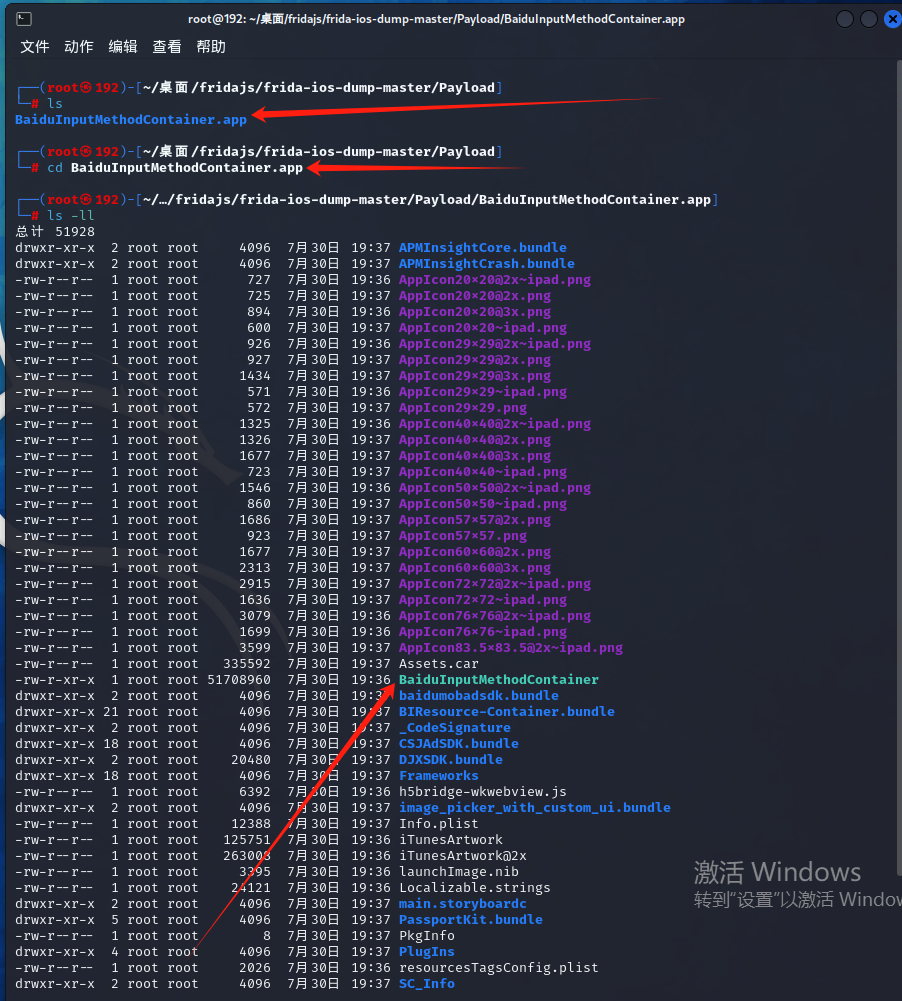 root@192: ~/桌面/fridajs/frida-ios-dump-master/Payload/BaiduInputMethodContainer.app
文件 动作 编辑 查看 帮助
┌──(root㉿192)-[~/桌面/fridajs/frida-ios-dump-master/Payload]
└─# ls
BaiduInputMethodContainer.app
┌──(root㉿192)-[~/桌面/fridajs/frida-ios-dump-master/Payload]
└─# cd BaiduInputMethodContainer.app
┌──(root㉿192)-[~/…/fridajs/frida-ios-dump-master/Payload/BaiduInputMethodContainer.app]
└─# ls -ll
总计 51928
drwxr-xr-x 2 root root 4096 7月30日 19:37 APMInsightCore.bundle
drwxr-xr-x 2 root root 4096 7月30日 19:37 APMInsightCrash.bundle
-rw-r--r-- 1 root root 727 7月30日 19:36 AppIcon20×20@2x~ipad.png
-rw-r--r-- 1 root root 725 7月30日 19:37 AppIcon20×20@2x.png
-rw-r--r-- 1 root root 894 7月30日 19:37 AppIcon20×20@3x.png
-rw-r--r-- 1 root root 600 7月30日 19:37 AppIcon20×20~ipad.png
-rw-r--r-- 1 root root 926 7月30日 19:36 AppIcon29×29@2x~ipad.png
-rw-r--r-- 1 root root 927 7月30日 19:37 AppIcon29×29@2x.png
-rw-r--r-- 1 root root 1434 7月30日 19:37 AppIcon29×29@3x.png
-rw-r--r-- 1 root root 571 7月30日 19:36 AppIcon29×29~ipad.png
-rw-r--r-- 1 root root 572 7月30日 19:37 AppIcon29×29.png
-rw-r--r-- 1 root root 1325 7月30日 19:36 AppIcon40×40@2x~ipad.png
-rw-r--r-- 1 root root 1326 7月30日 19:37 AppIcon40×40@2x.png
-rw-r--r-- 1 root root 1677 7月30日 19:37 AppIcon40×40@3x.png
-rw-r--r-- 1 root root 723 7月30日 19:37 AppIcon40×40~ipad.png
-rw-r--r-- 1 root root 1546 7月30日 19:36 AppIcon50×50@2x~ipad.png
-rw-r--r-- 1 root root 860 7月30日 19:37 AppIcon50×50~ipad.png
-rw-r--r-- 1 root root 1686 7月30日 19:37 AppIcon57×57@2x.png
-rw-r--r-- 1 root root 923 7月30日 19:37 AppIcon57×57.png
-rw-r--r-- 1 root root 1677 7月30日 19:36 AppIcon60×60@2x.png
-rw-r--r-- 1 root root 2313 7月30日 19:37 AppIcon60×60@3x.png
-rw-r--r-- 1 root root 2915 7月30日 19:37 AppIcon72×72@2x~ipad.png
-rw-r--r-- 1 root root 1636 7月30日 19:37 AppIcon72×72~ipad.png
-rw-r--r-- 1 root root 3079 7月30日 19:37 AppIcon76×76@2x~ipad.png
-rw-r--r-- 1 root root 1699 7月30日 19:37 AppIcon76×76~ipad.png
-rw-r--r-- 1 root root 3599 7月30日 19:37 AppIcon83.5×83.5@2x~ipad.png
-rw-r--r-- 1 root root 335592 7月30日 19:37 Assets.car
-rwxr-xr-x 1 root root 51708960 7月30日 19:36 BaiduInputMethodContainer
drwxr-xr-x 2 root root 4096 7月30日 baidumobadsdk.bundle
drwxr-xr-x 21 root root 4096 7月30日 19:37 BIResource-Container.bundle
drwxr-xr-x 2 root root 4096 7月30日 19:37 _CodeSignature
drwxr-xr-x 18 root root 4096 7月30日 19:37 CSJAdSDK.bundle
drwxr-xr-x 2 root root 20480 7月30日 19:37 DJXSDK.bundle
drwxr-xr-x 18 root root 4096 7月30日 19:37 Frameworks
-rw-r--r-- 1 root root 6392 7月30日 19:36 h5bridge-wkwebview.js
drwxr-xr-x 2 root root 4096 7月30日 19:37 image_picker_with_custom_ui.bundle
-rw-r--r-- 1 root root 12388 7月30日 19:36 Info.plist
-rw-r--r-- 1 root root 125751 7月30日 19:36 iTunesArtwork
-rw-r--r-- 1 root root 263008 7月30日 19:36 iTunesArtwork@2x
-rw-r--r-- 1 root root 3395 7月30日 19:36 launchImage.nib
-rw-r--r-- 1 root root 24121 7月30日 19:36 Localizable.strings
drwxr-xr-x 2 root root 4096 7月30日 19:37 main.storyboardc
drwxr-xr-x 5 root root 4096 7月30日 19:37 PassportKit.bundle
-rw-r--r-- 1 root root 8 7月30日 19:37 PkgInfo
drwxr-xr-x 4 root root 4096 7月30日 19:37 PlugIns
-rw-r--r-- 1 root root 2026 7月30日 19:36 resourcesTagsConfig.plist
drwxr-xr-x 2 root root 4096 7月30日 19:37 SC_Info
激活 Windows
转到“设置”以激活 Window